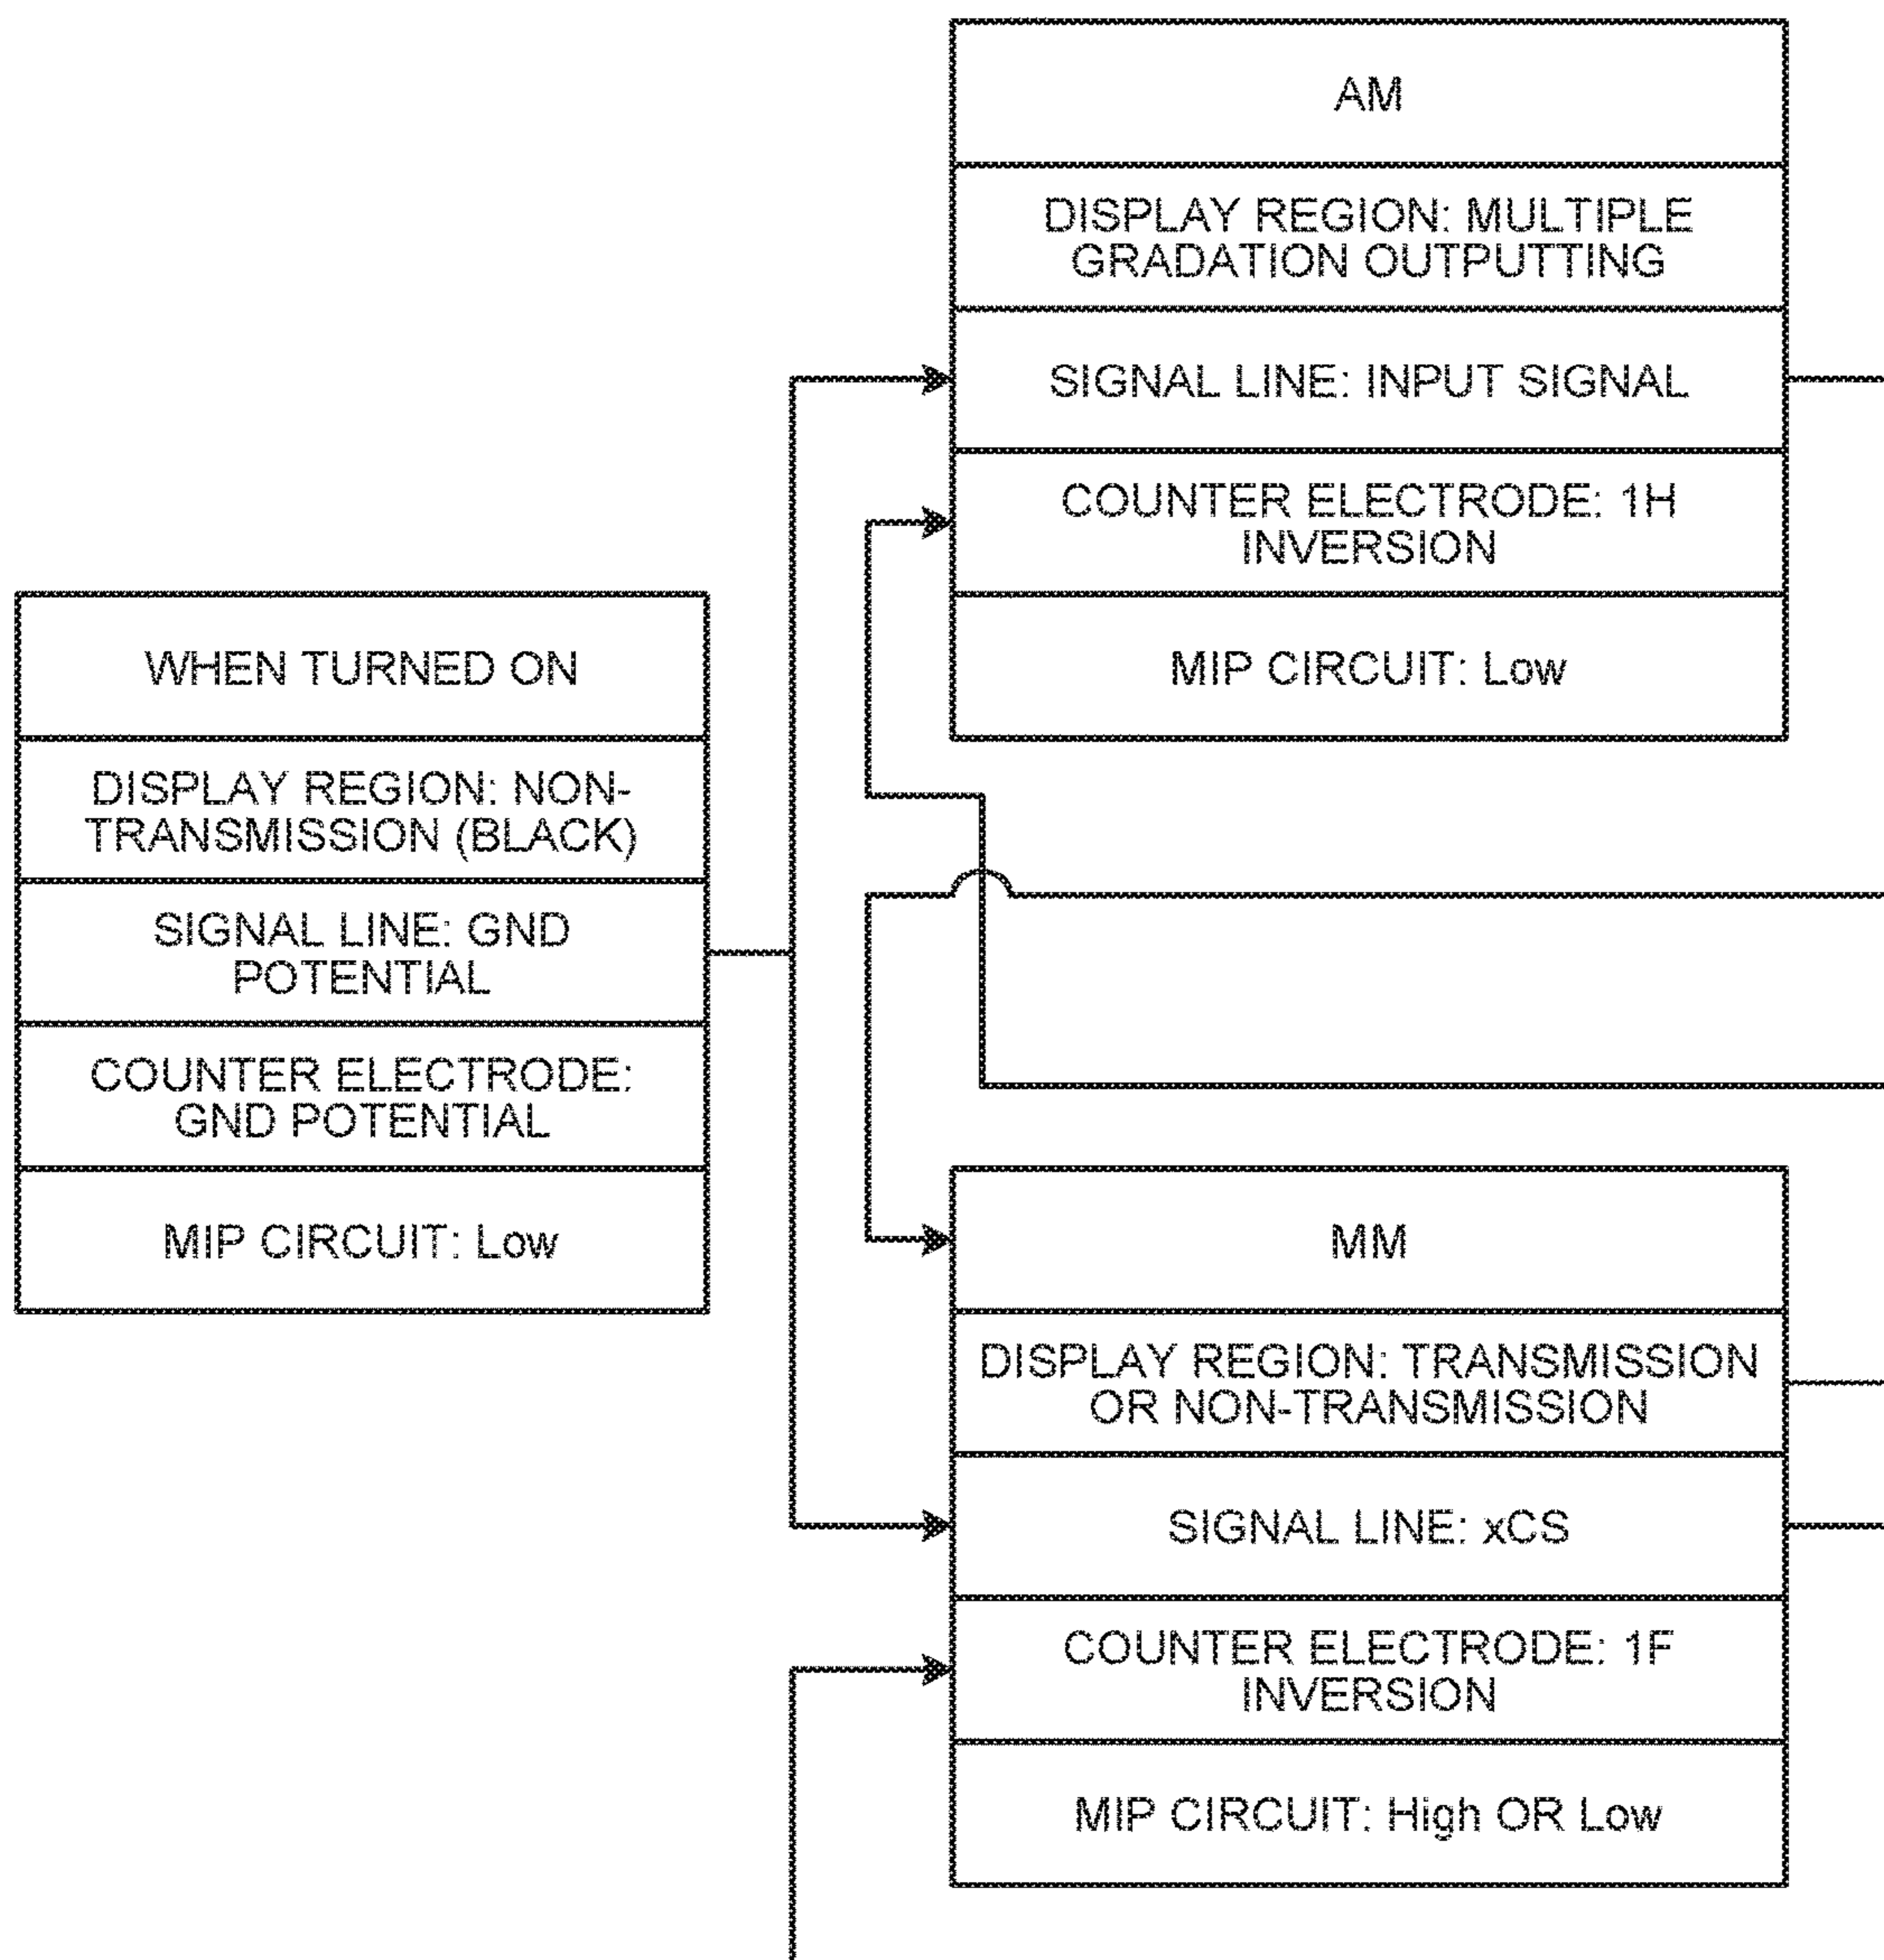 WHEN TURNED ON
DISPLAY REGION: NON-
TRANSMISSION (BLACK)
SIGNAL LINE: GND
POTENTIAL
COUNTER ELECTRODE:
GND POTENTIAL
MIP CIRCUIT: Low
AM
DISPLAY REGION: MULTIPLE
GRADATION OUTPUTTING
SIGNAL LINE: INPUT SIGNAL
COUNTER ELECTRODE: 1H
INVERSION
MIP CIRCUIT: Low
MM
DISPLAY REGION: TRANSMISSION
OR NON-TRANSMISSION
SIGNAL LINE: xCS
COUNTER ELECTRODE: 1F
INVERSION
MIP CIRCUIT: High OR Low